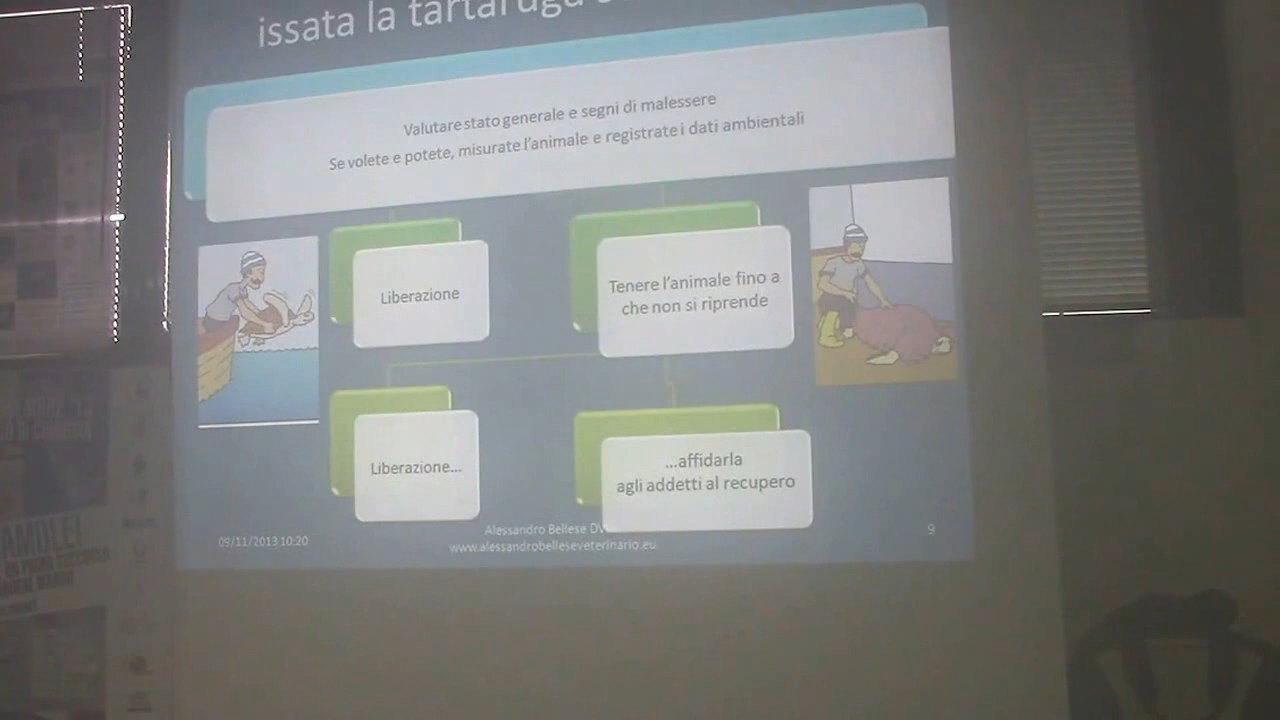 issata la tartaruga
Valutare stato generale e segni di malessere
Se volete e potete, misurate l'animale e registrate i dati ambientali
Liberazione
Tenere l'animale fino a
che non si riprende
Liberazione...
...affidarla
agli addetti al recupero
09/11/2013 10:20
Alessandro Bellese
www.alessandrobelleseveterinario.eu
9